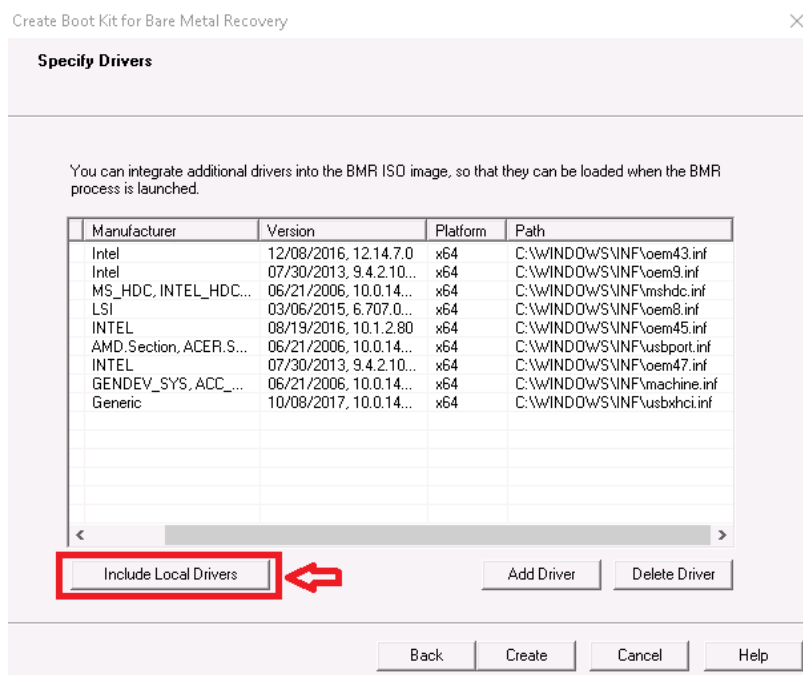 Create Boot Kit for Bare Metal Recovery
Specify Drivers
You can integrate additional drivers into the BMR ISO image, so that they can be loaded when the BMR
process is launched.
Manufacturer Version Platform Path
Intel 12/08/2016, 12.14.7.0 x64 C:\WINDOWS\INF\oem43.inf
Intel 07/30/2013, 9.4.2.10... x64 C:\WINDOWS\INF\oem9.inf
MS_HDC, INTEL_HDC... 06/21/2006, 10.0.14... x64 C:\WINDOWS\INF\mshdc.inf
LSI 03/06/2015, 6.707.0... x64 C:\WINDOWS\INF\oem8.inf
INTEL 08/19/2016, 10.1.2.80 x64 C:\WINDOWS\INF\oem45.inf
AMD.Section, ACER.S... 06/21/2006, 10.0.14... x64 C:\WINDOWS\INF\usbport.inf
INTEL 07/30/2013, 9.4.2.10... x64 C:\WINDOWS\INF\oem47.inf
GENDEV_SYS, ACC_... 06/21/2006, 10.0.14... x64 C:\WINDOWS\INF\machine.inf
Generic 10/08/2017, 10.0.14... x64 C:\WINDOWS\INF\usbxhci.inf
Include Local Drivers Add Driver Delete Driver
Back Create Cancel Help